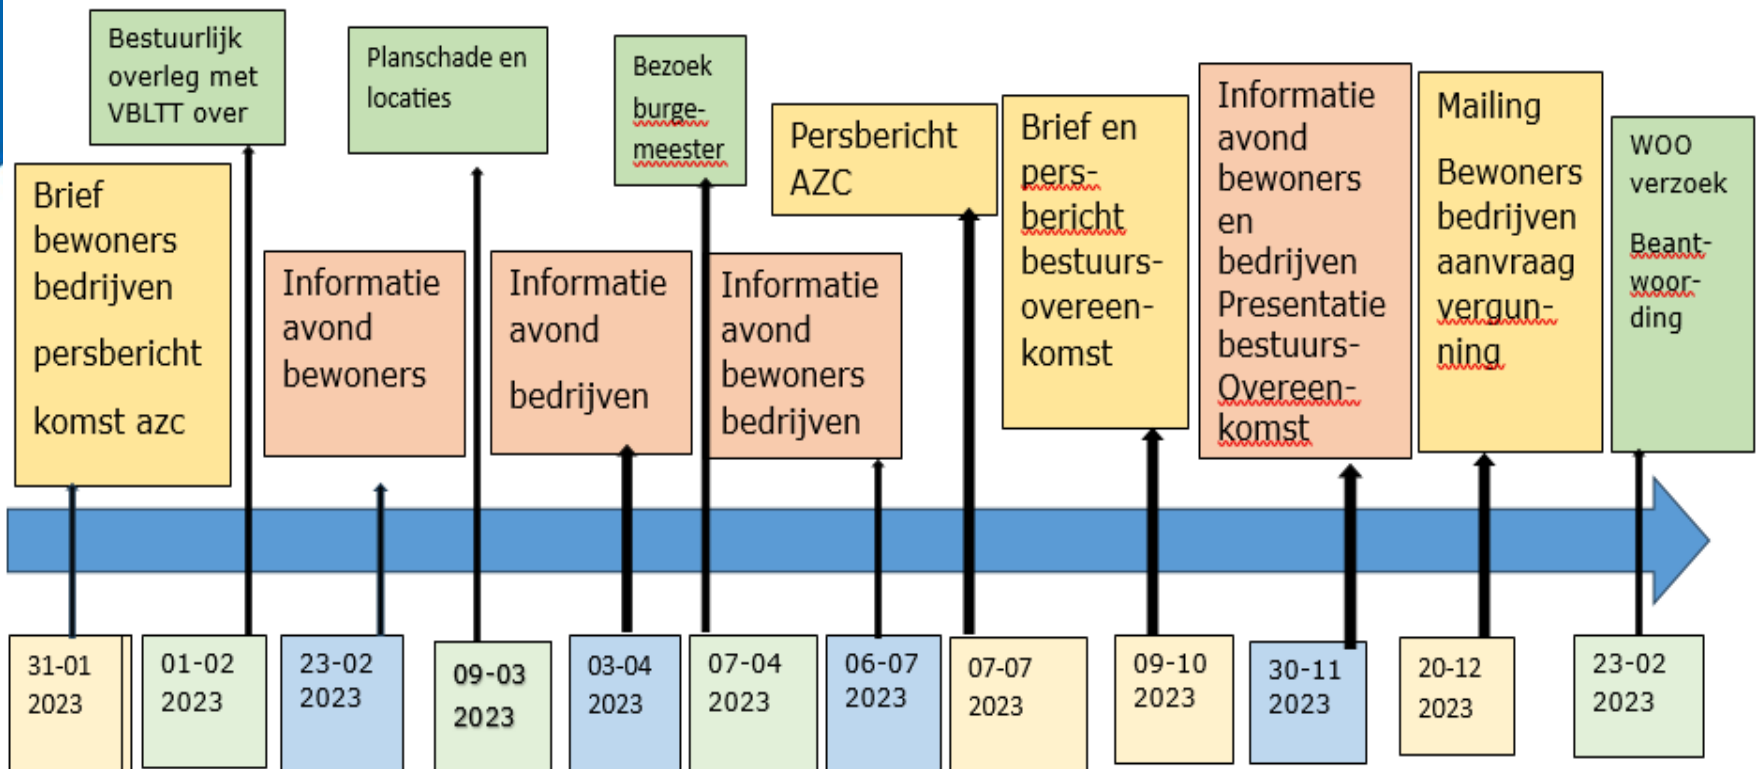 Bestuurlijk
overleg met
VBLTT over
Planschade en
locaties
Bezoek
burge-
meester
Persbericht
AZC
Brief en
pers-
bericht
bestuurs-
overeen-
komst
Informatie
avond
bewoners
en
bedrijven
Presentatie
bestuurs-
Overeen-
komst
Mailing
Bewoners
bedrijven
aanvraag
vergun-
ning
WOO
verzoek
Beant-
woor-
ding
Brief
bewoners
bedrijven
persbericht
komst azc
Informatie
avond
bewoners
Informatie
avond
bedrijven
Informatie
avond
bewoners
bedrijven
31-01
2023
01-02
2023
23-02
2023
09-03
2023
03-04
2023
07-04
2023
06-07
2023
07-07
2023
09-10
2023
30-11
2023
20-12
2023
23-02
2023